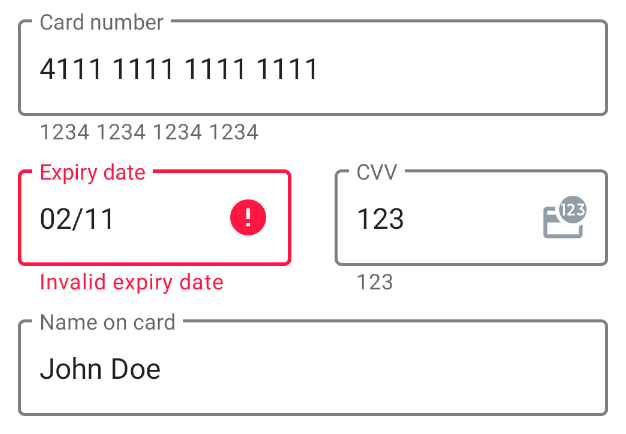 Card number
4111 1111 1111 1111
1234 1234 1234 1234
Expiry date
02/11
Invalid expiry date
CVV
123
123
123
Name on card
John Doe